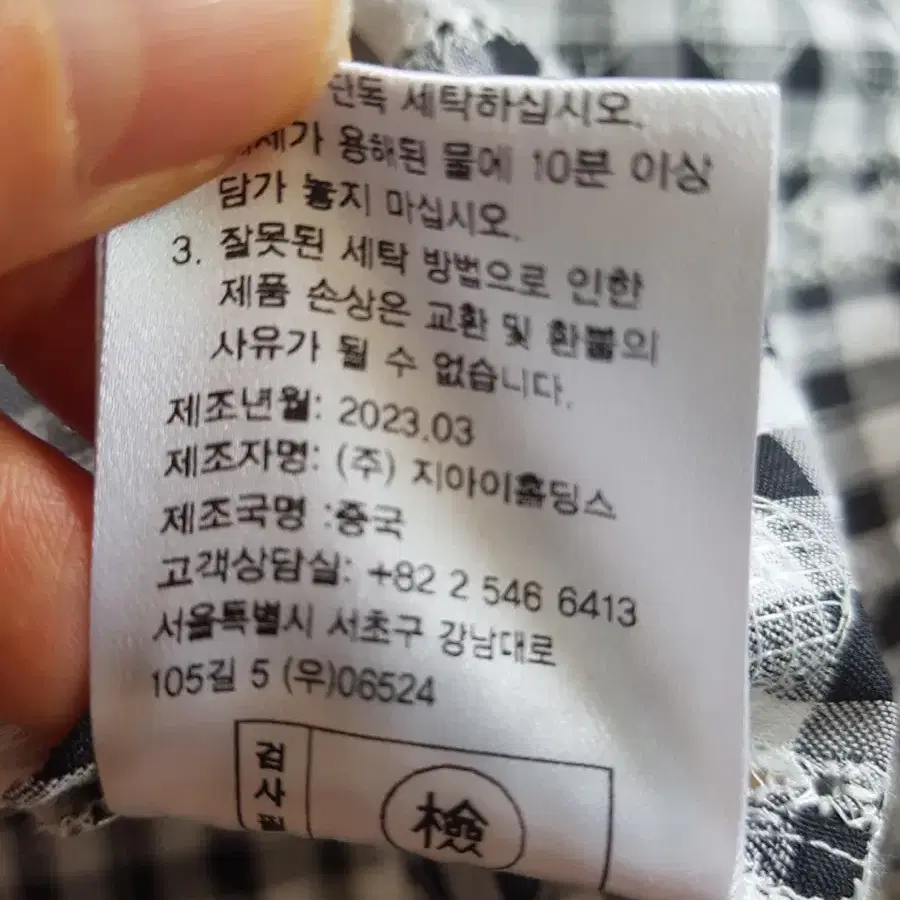 단독 세탁하십시오.
용해된 물에 10분 이상
담가 놓지 마십시오.
3. 잘못된 세탁 방법으로 인한
제품 손상은 교환 및 환불의
사유가 될 수 없습니다.
제조년월: 2023.03
제조자명: (주) 지아이홀딩스
제조국명 :중국
고객상담실: +82 2 546 6413
서울특별시 서초구 강남대로
105길 5 (우)06524
검사필
檢